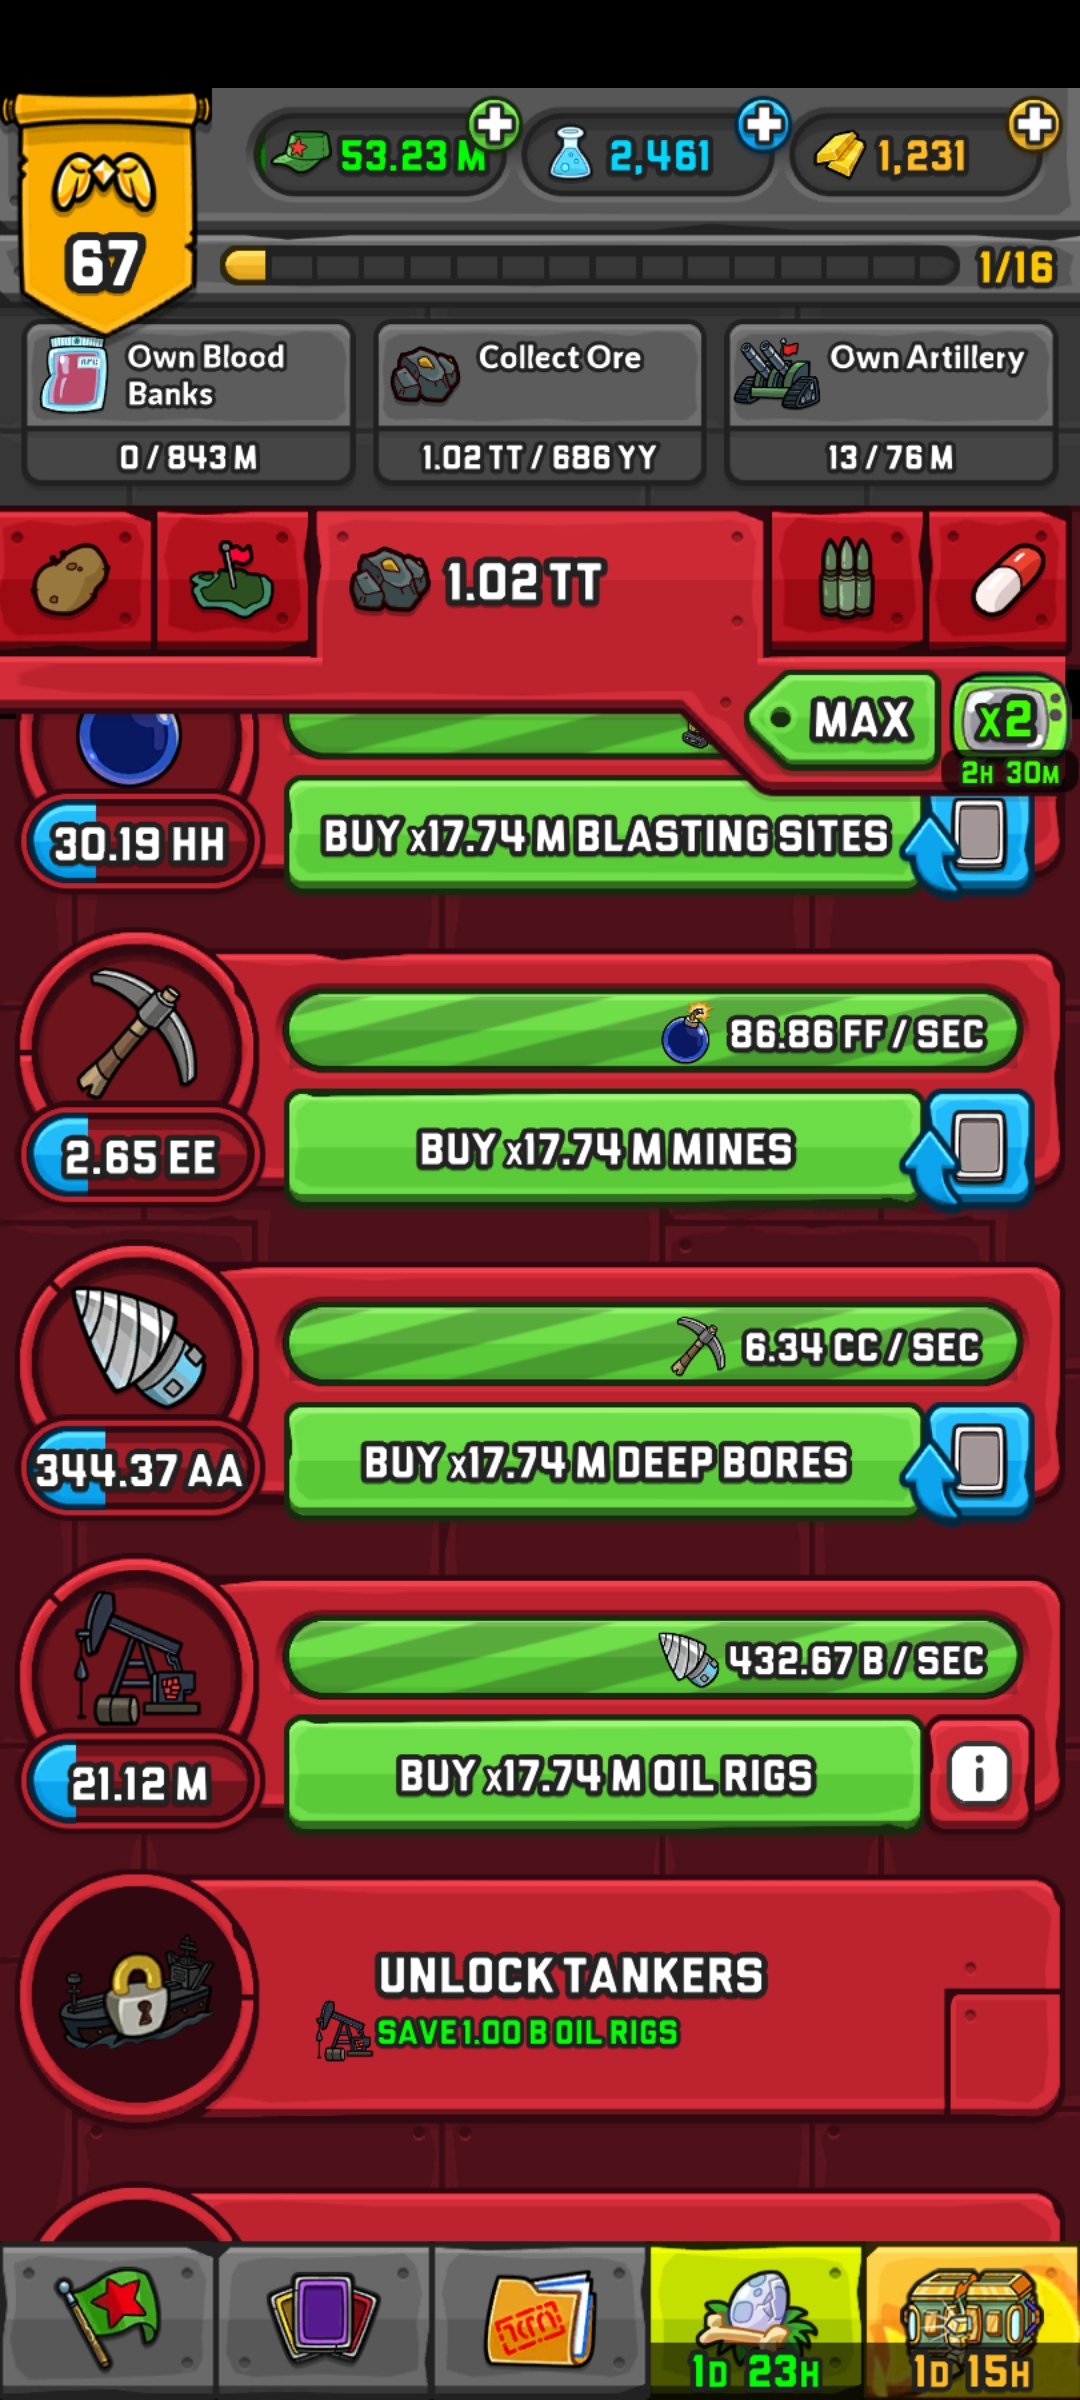 53.23 M
2,461
1,231
67
1/16
Own Blood
Banks
0 / 843 M
Collect Ore
1.02 TT / 686 YY
Own Artillery
13 / 76 M
1.02 TT
MAX
x2
2H 30M
30.19 HH
BUY x17.74 M BLASTING SITES
86.86 FF / SEC
2.65 EE
BUY x17.74 M MINES
6.34 CC / SEC
344.37 AA
BUY x17.74 M DEEP BORES
432.67 B / SEC
21.12 M
BUY x17.74 M OIL RIGS
i
UNLOCK TANKERS
SAVE 1.00 B OIL RIGS
1D 23H
1D 15H